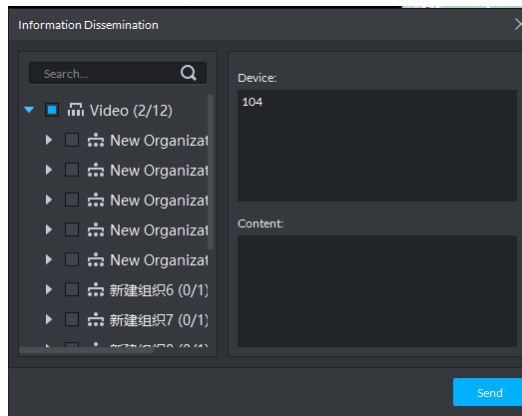 Information Dissemination
Search...
Video (2/12)
New Organizat
New Organizat
New Organizat
New Organizat
New Organizat
新建组织6 (0/1)
新建组织7 (0/1)
Device:
104
Content:
Send